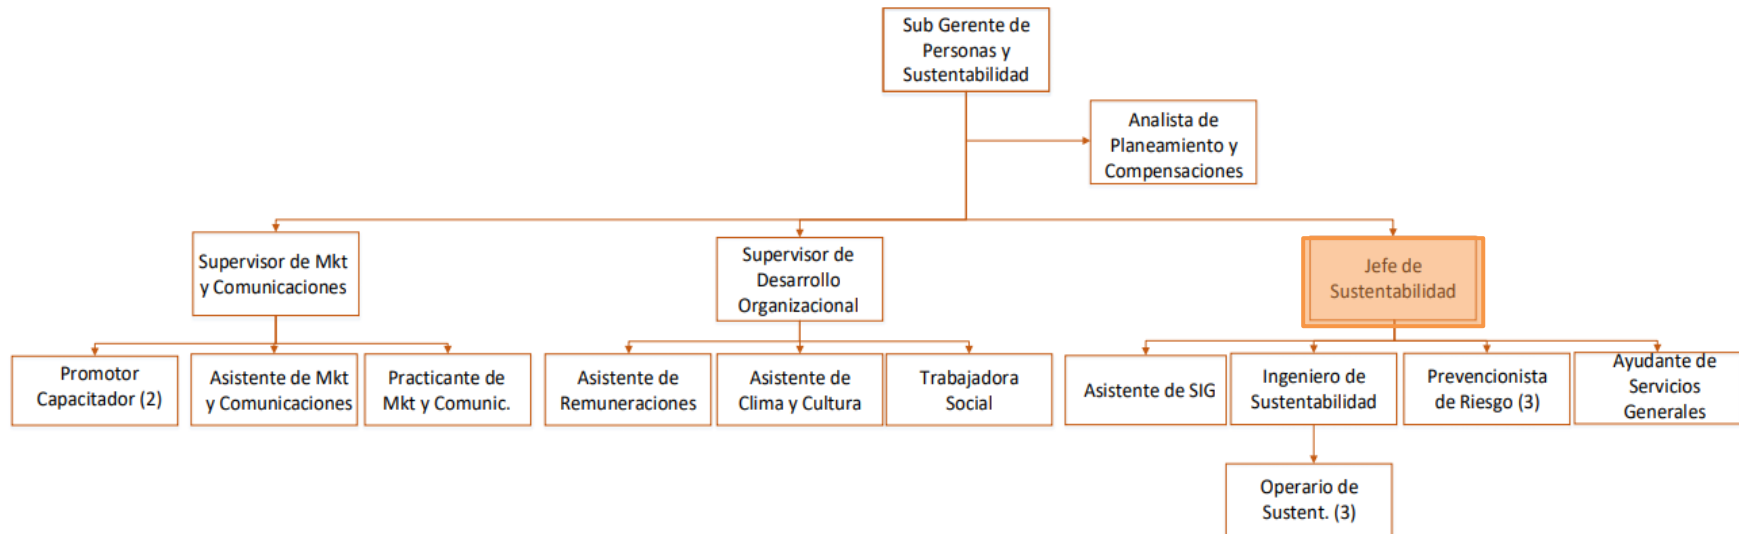 Sub Gerente de
Personas y
Sustentabilidad
Analista de
Planeamiento y
Compensaciones
Supervisor de Mkt
y Comunicaciones
Supervisor de
Desarrollo
Organizacional
Jefe de
Sustentabilidad
Promotor
Capacitador (2)
Asistente de Mkt
y Comunicaciones
Practicante de
Mkt y Comunic.
Asistente de
Remuneraciones
Asistente de
Clima y Cultura
Trabajadora
Social
Asistente de SIG
Ingeniero de
Sustentabilidad
Prevencionista
de Riesgo (3)
Ayudante de
Servicios
Generales
Operario de
Sustent. (3)